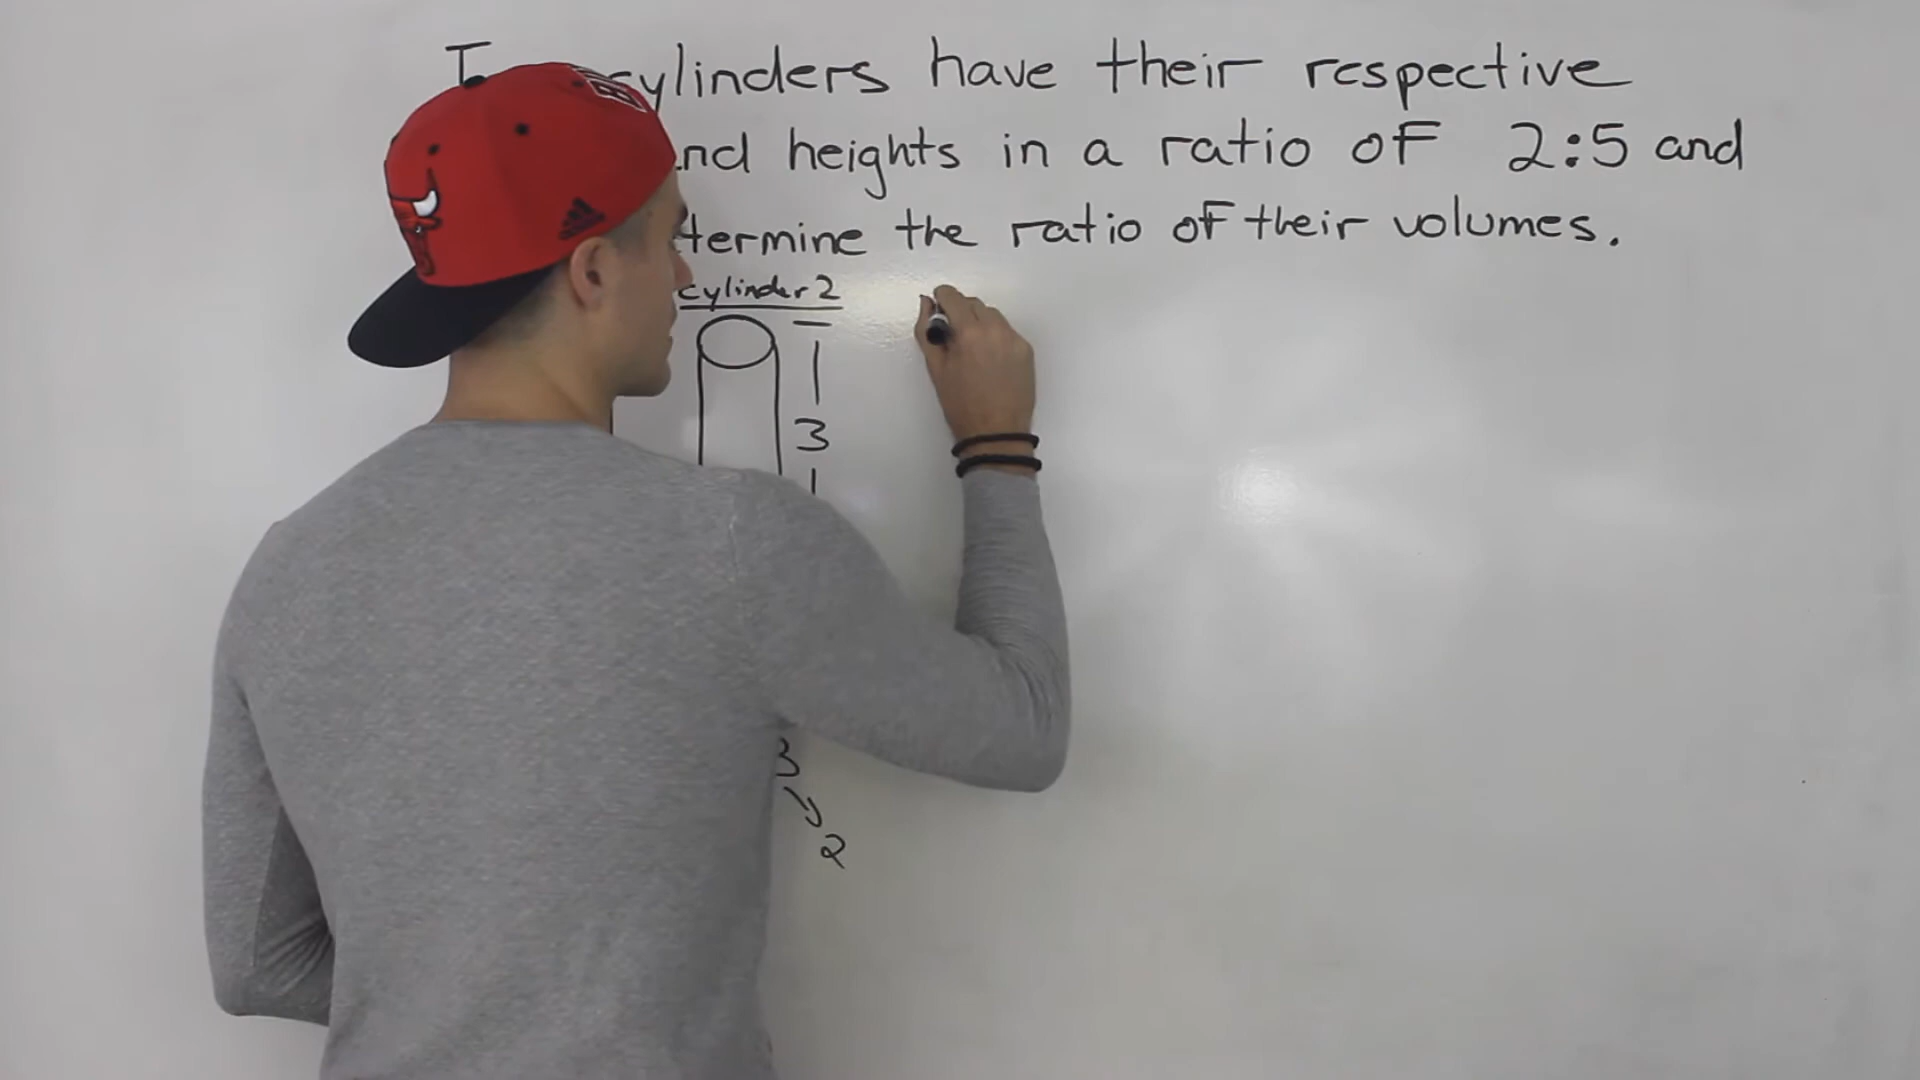 cylinders have their respective
and heights in a ratio of 2:5 and
termine the ratio of their volumes.
cylinder 2
3
3
2